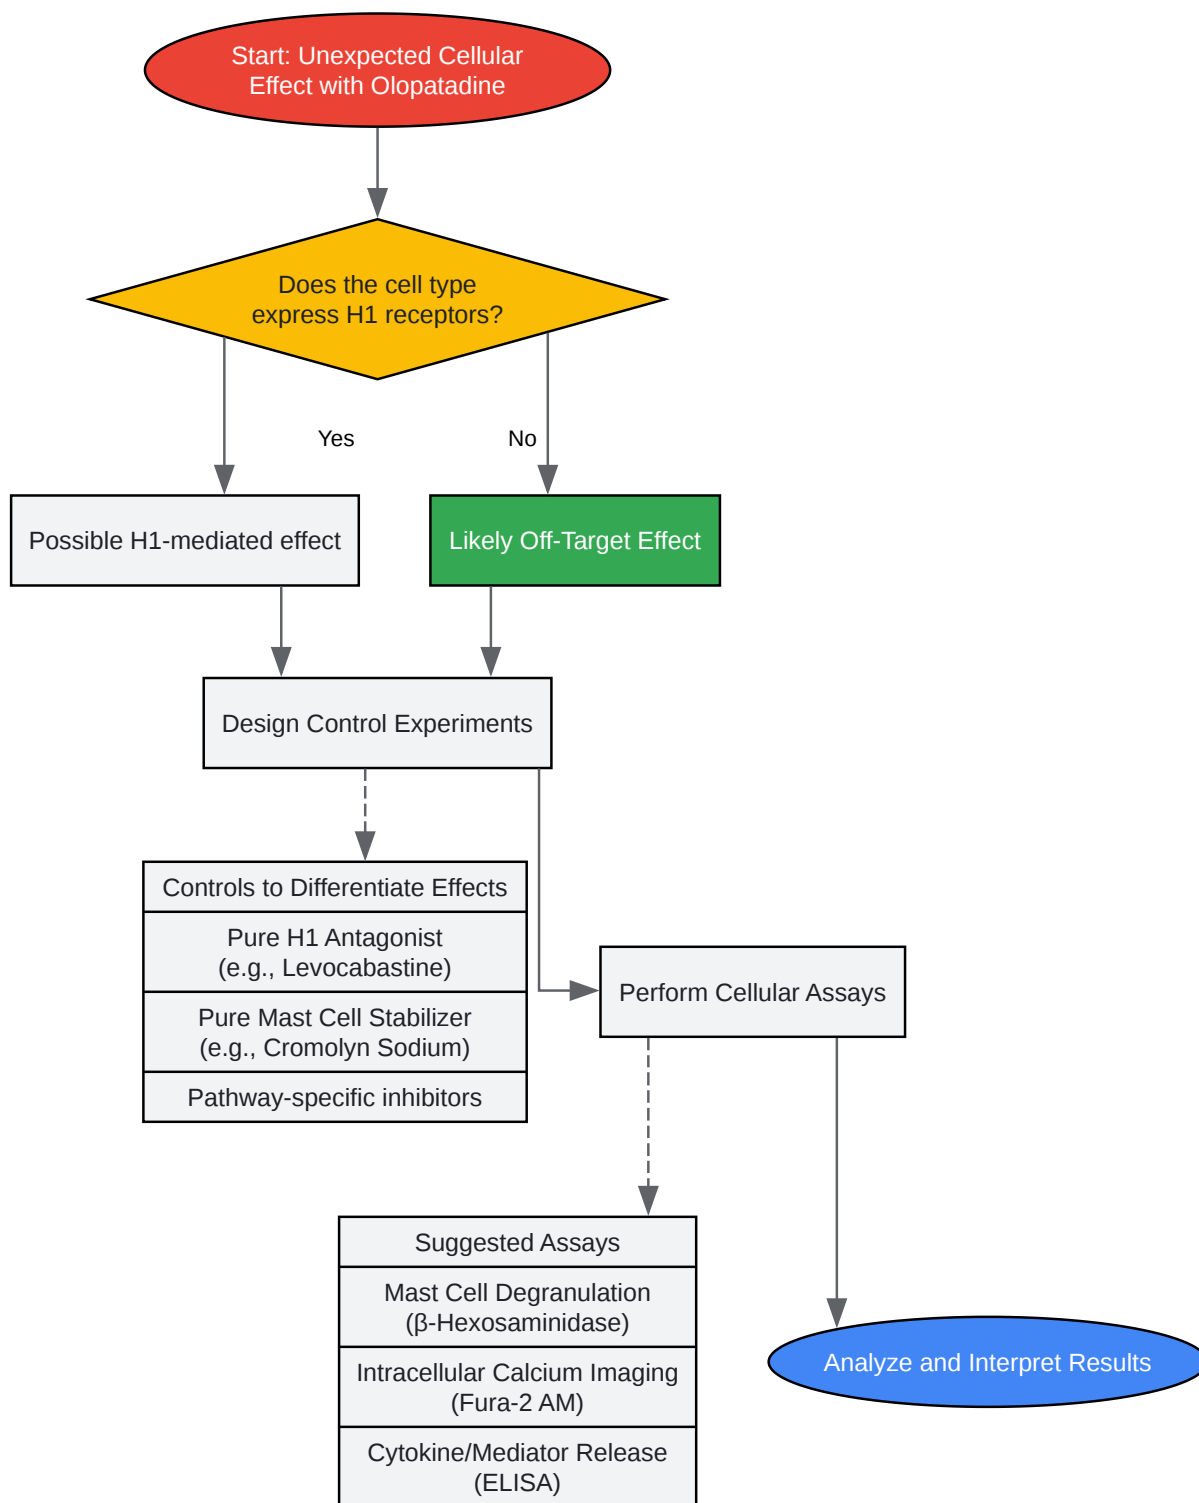 Start: Unexpected Cellular
Effect with Olopatadine
Does the cell type
express H1 receptors?
Yes
No
Possible H1-mediated effect
Likely Off-Target Effect
Design Control Experiments
Controls to Differentiate Effects
Pure H1 Antagonist
(e.g., Levocabastine)
Pure Mast Cell Stabilizer
(e.g., Cromolyn Sodium)
Pathway-specific inhibitors
Perform Cellular Assays
Suggested Assays
Mast Cell Degranulation
(β-Hexosaminidase)
Intracellular Calcium Imaging
(Fura-2 AM)
Cytokine/Mediator Release
(ELISA)
Analyze and Interpret Results